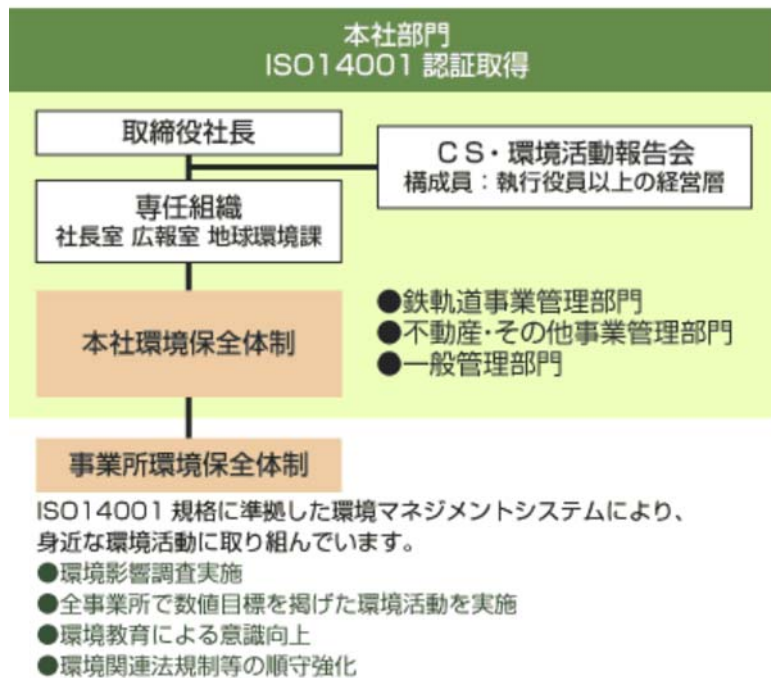 本社部門
ISO14001 認証取得
取締役社長
CS・環境活動報告会
構成員：執行役員以上の経営層
専任組織
社長室 広報室 地球環境課
本社環境保全体制
●鉄軌道事業管理部門
●不動産・その他事業管理部門
●一般管理部門
事業所環境保全体制
ISO14001 規格に準拠した環境マネジメントシステムにより、
身近な環境活動に取り組んでいます。
●環境影響調査実施
●全事業所で数値目標を掲げた環境活動を実施
●環境教育による意識向上
●環境関連法規制等の順守強化